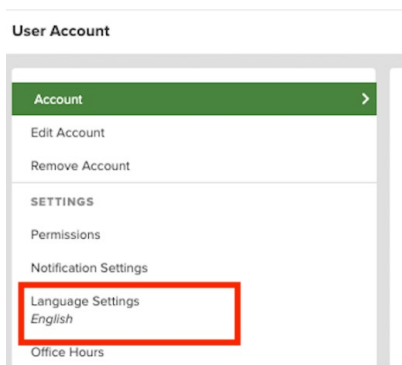 User Account
Account
Edit Account
Remove Account
SETTINGS
Permissions
Notification Settings
Language Settings
English
Office Hours